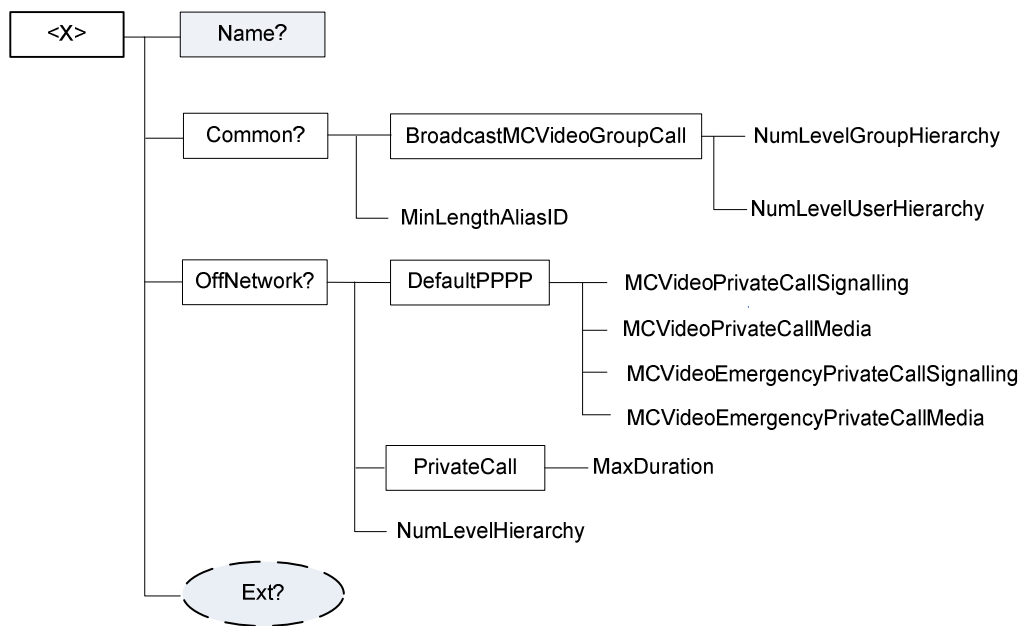 <X>
Name?
Common?
BroadcastMCVideoGroupCall
NumLevelGroupHierarchy
NumLevelUserHierarchy
MinLengthAliasID
OffNetwork?
DefaultPPPP
MCVideoPrivateCallSignalling
MCVideoPrivateCallMedia
MCVideoEmergencyPrivateCallSignalling
MCVideoEmergencyPrivateCallMedia
PrivateCall
MaxDuration
NumLevelHierarchy
Ext?